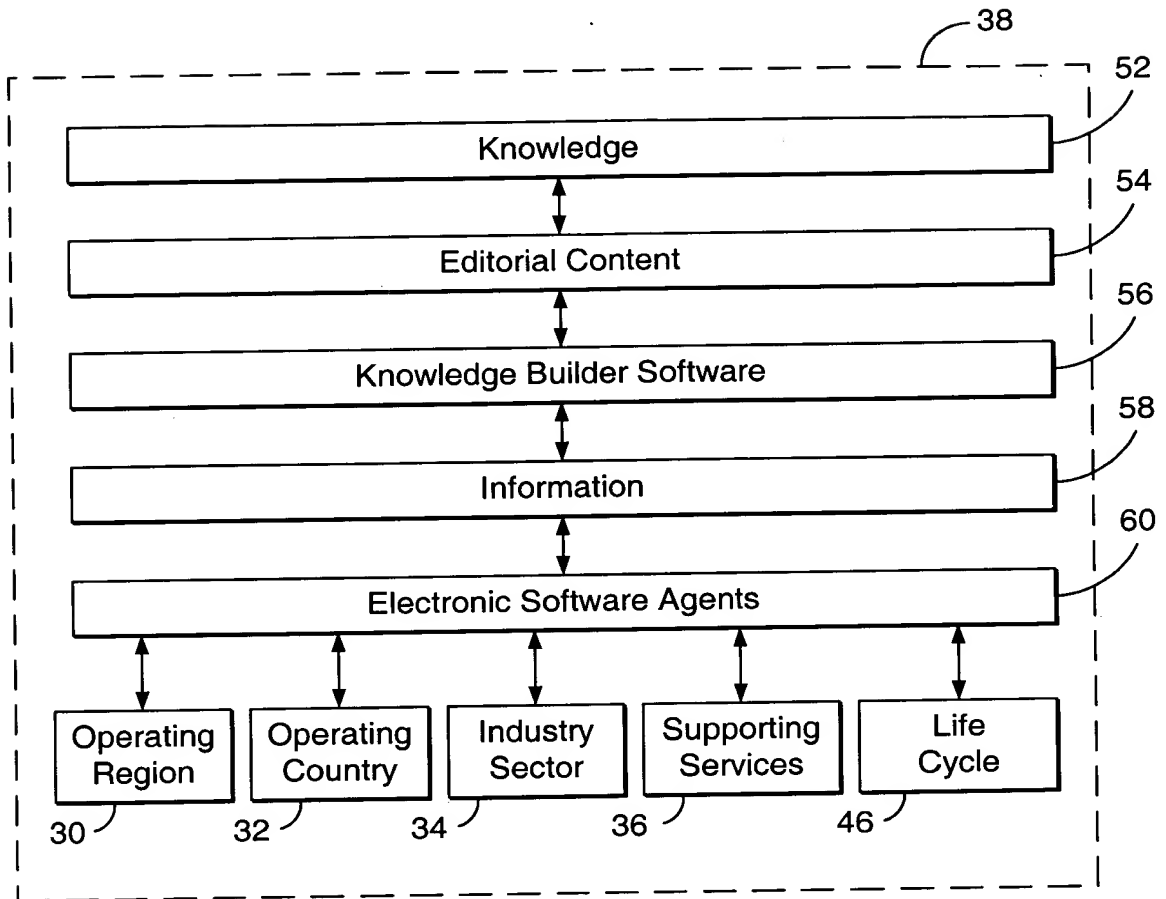 38
52
Knowledge
54
Editorial Content
56
Knowledge Builder Software
58
Information
60
Electronic Software Agents
Operating
Region
Operating
Country
Industry
Sector
Supporting
Services
Life
Cycle
30
32
34
36
46